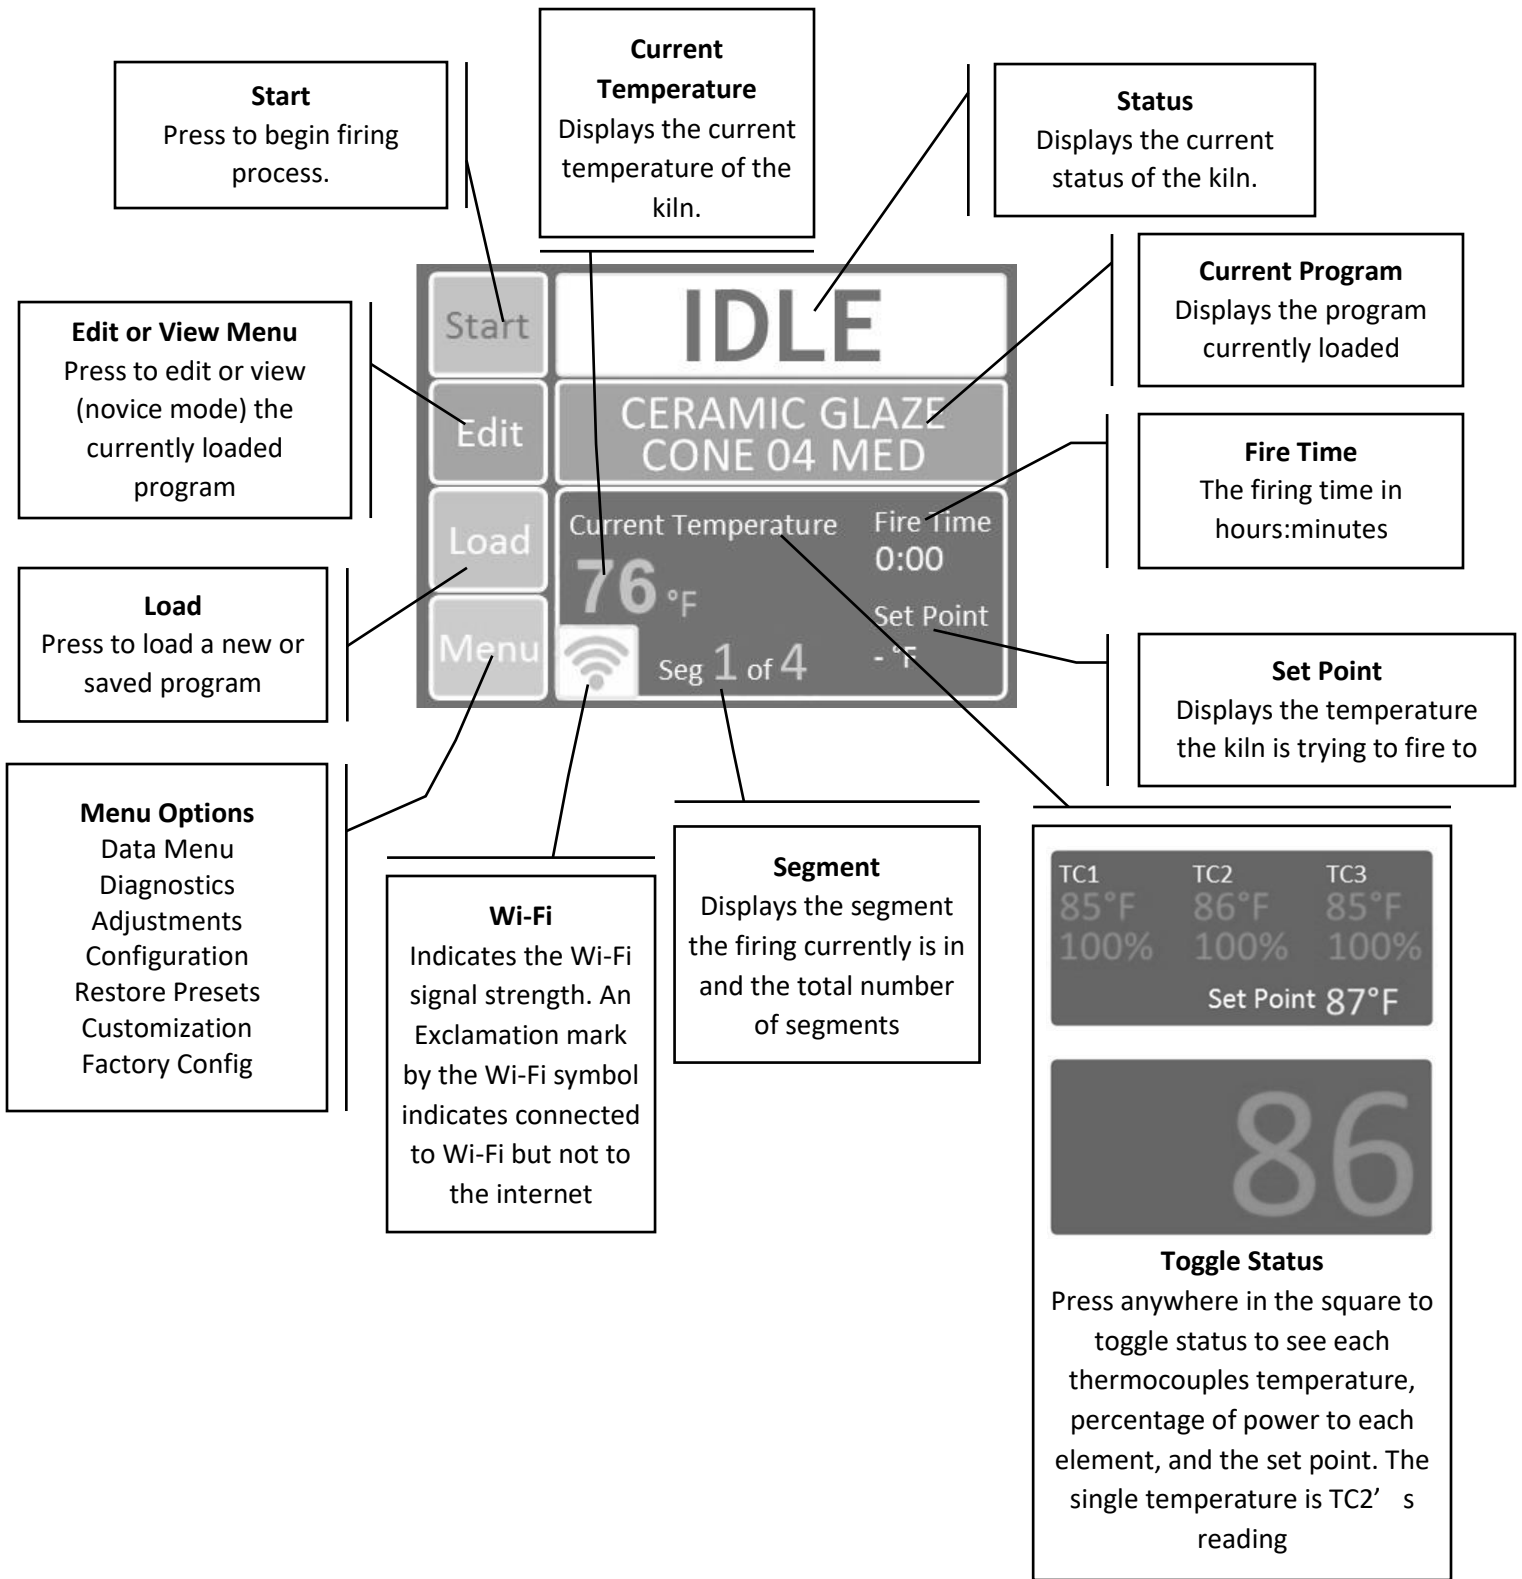 Current
Temperature
Displays the current
temperature of the
kiln.
Start
Press to begin firing
process.
Status
Displays the current
status of the kiln.
Current Program
Displays the program
currently loaded
Edit or View Menu
Press to edit or view
(novice mode) the
currently loaded
program
Start
IDLE
Edit
CERAMIC GLAZE
CONE 04 MED
Load
Current Temperature
76 °F
Fire Time
0:00
Set Point
- °F
Menu
Seg 1 of 4
Fire Time
The firing time in
hours:minutes
Load
Press to load a new or
saved program
Set Point
Displays the temperature
the kiln is trying to fire to
Menu Options
Data Menu
Diagnostics
Adjustments
Configuration
Restore Presets
Customization
Factory Config
Wi-Fi
Indicates the Wi-Fi
signal strength. An
Exclamation mark
by the Wi-Fi symbol
indicates connected
to Wi-Fi but not to
the internet
Segment
Displays the segment
the firing currently is in
and the total number
of segments
TC1 TC2 TC3
85°F 86°F 85°F
100% 100% 100%
Set Point 87°F
86
Toggle Status
Press anywhere in the square to
toggle status to see each
thermocouples temperature,
percentage of power to each
element, and the set point. The
single temperature is TC2’ s
reading